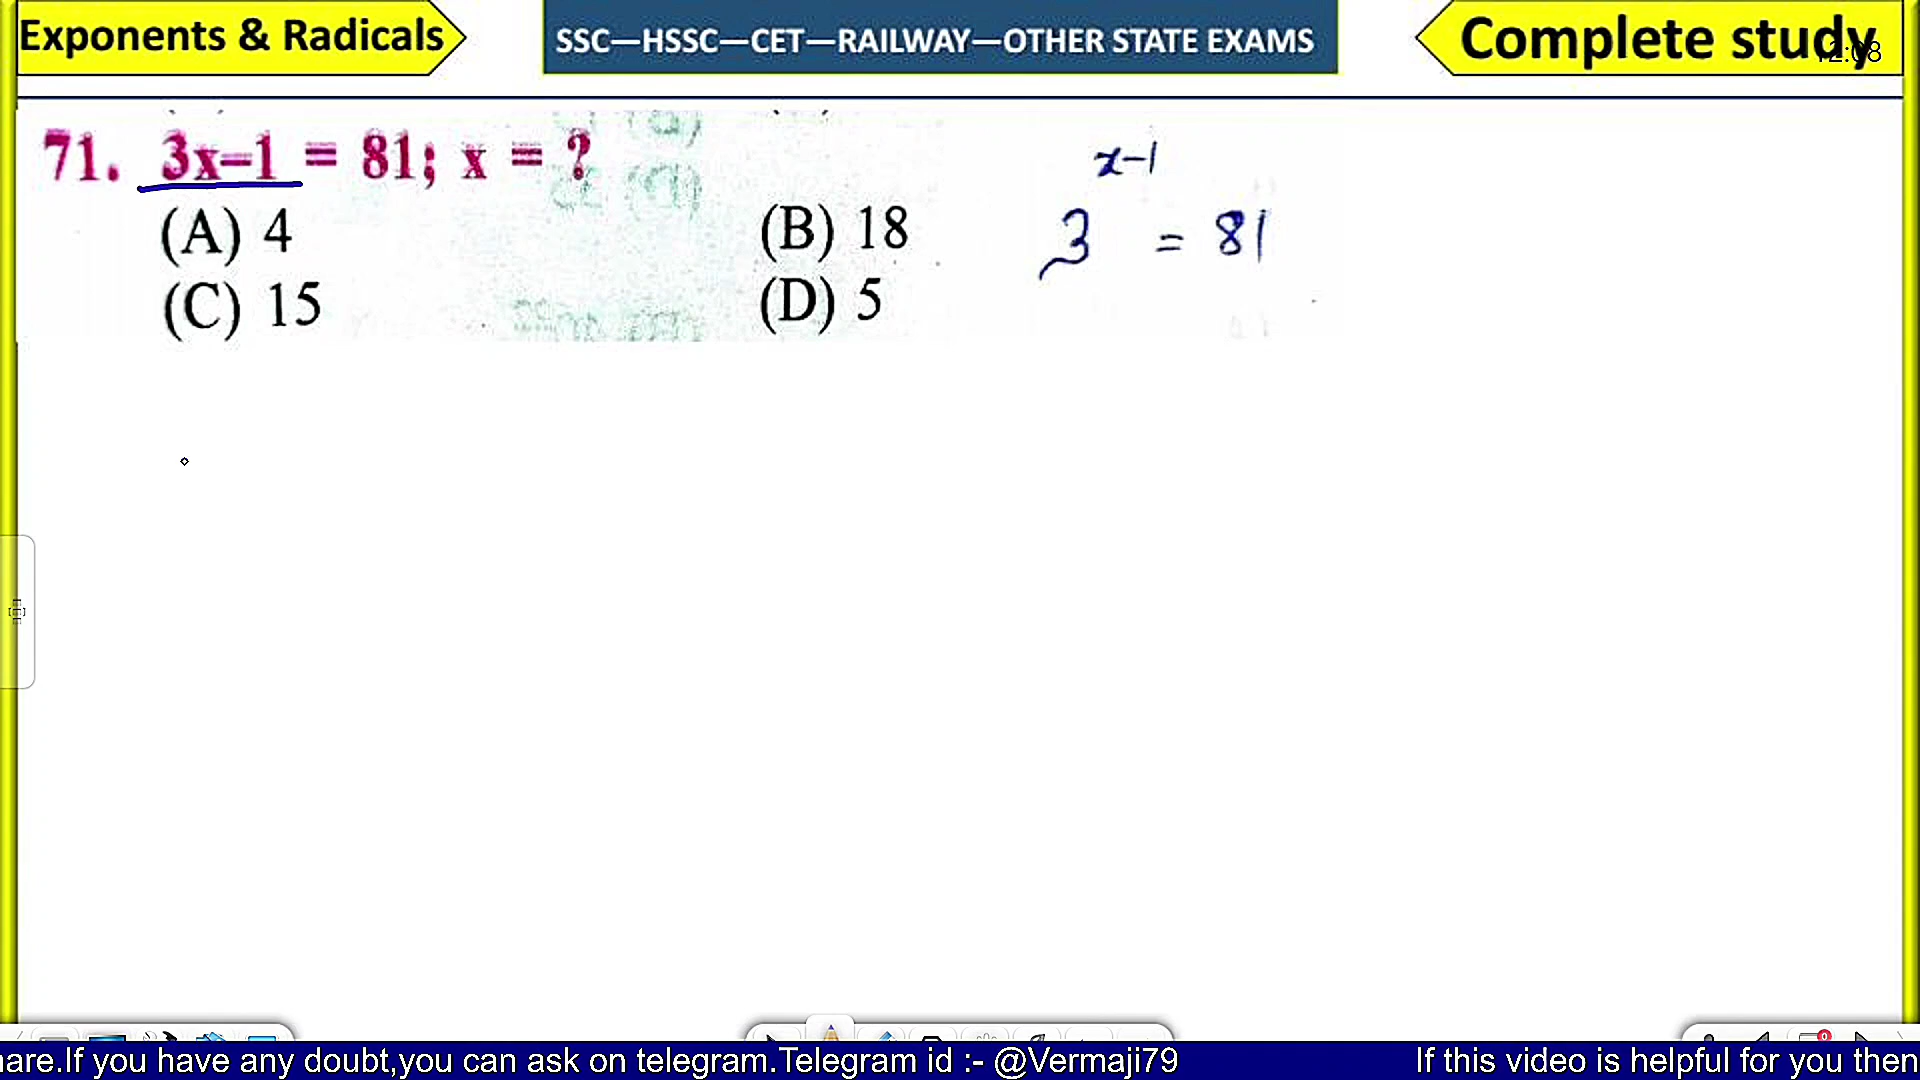 Exponents & Radicals
SSC—HSSC—CET—RAILWAY—OTHER STATE EXAMS
Complete study
12:08
71. 3x–1 = 81; x = ?
(A) 4
(B) 18
(C) 15
(D) 5
x-1
3 = 81
hare.If you have any doubt,you can ask on telegram.Telegram id :- @Vermaji79
If this video is helpful for you then